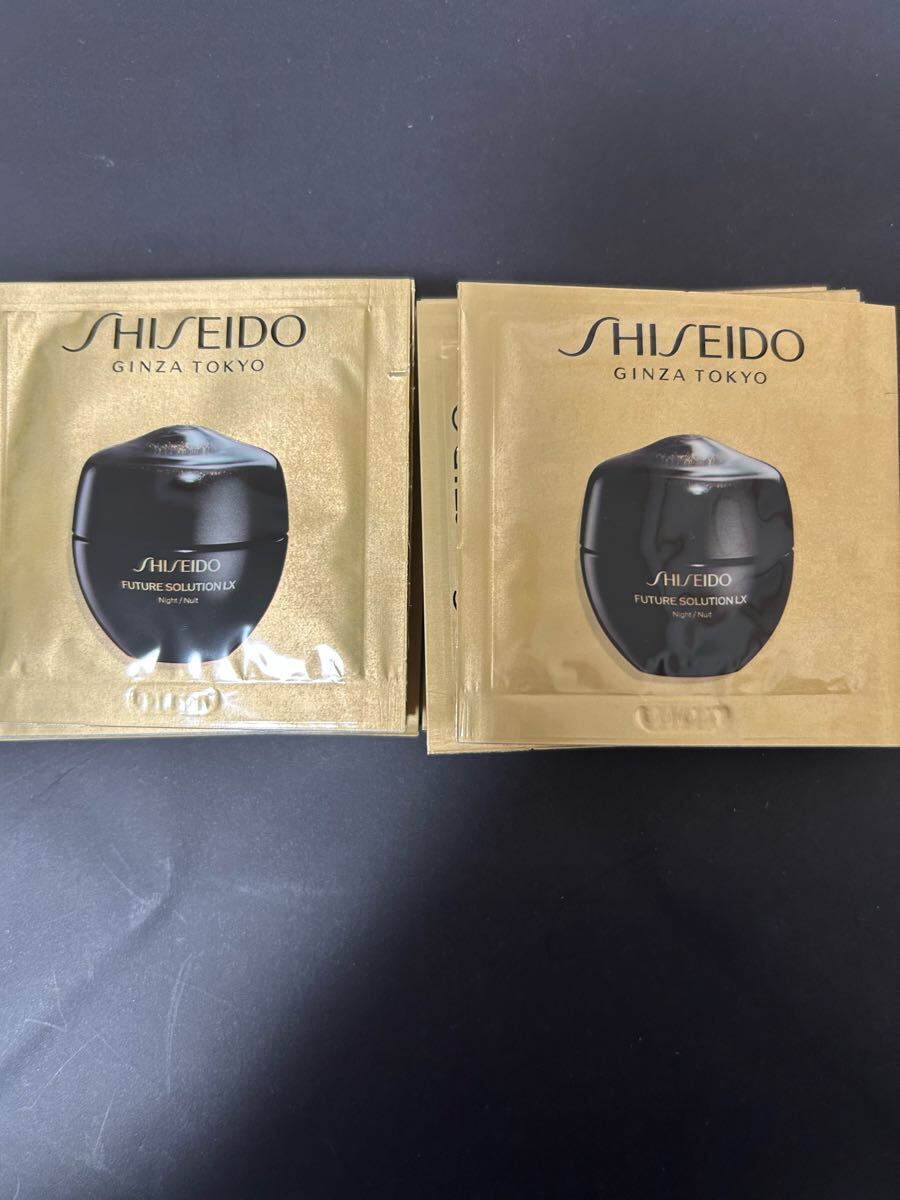 SHISEIDO
GINZA TOKYO
SHISEIDO
FUTURE SOLUTION LX
Night / Nuit
SHISEIDO
GINZA TOKYO
SHISEIDO
FUTURE SOLUTION LX
Night / Nuit